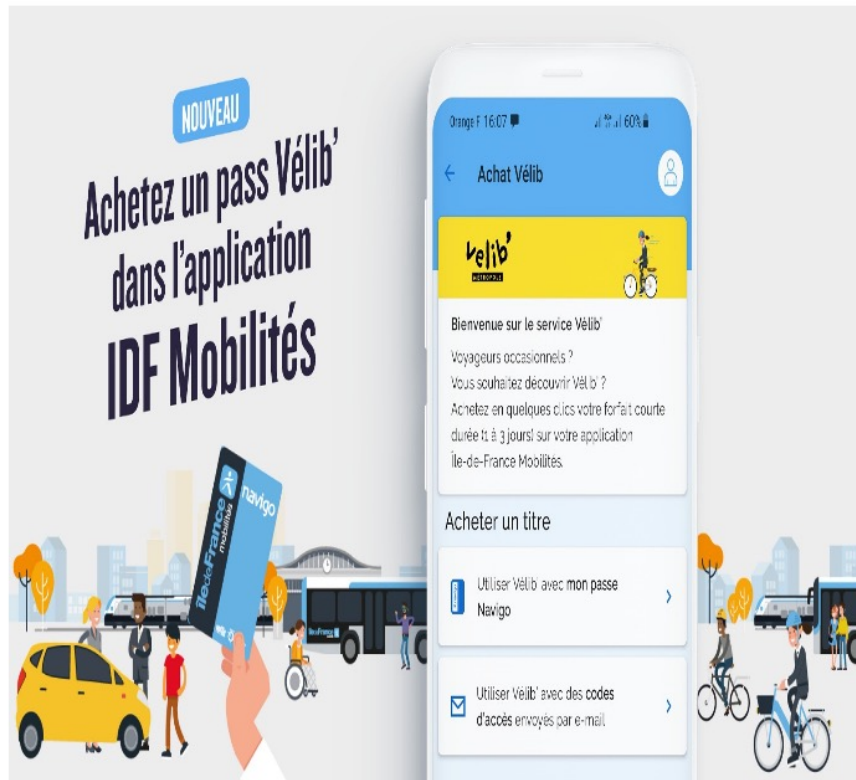 NOUVEAU
Achetez un pass Vélib'
dans l'application
IDF Mobilités
îledeFrance
mobilités
navigo
îledeFrance
Orange F 16:07
60%
Achat Vélib
velib'
METROPOLE
Bienvenue sur le service Vélib'
Voyageurs occasionnels ?
Vous souhaitez découvrir Vélib' ?
Achetez en quelques clics votre forfait courte
durée (1 à 3 jours) sur votre application
Île-de-France Mobilités.
Acheter un titre
Utiliser Vélib' avec mon passe
Navigo
Utiliser Vélib' avec des codes
d'accès envoyés par e-mail